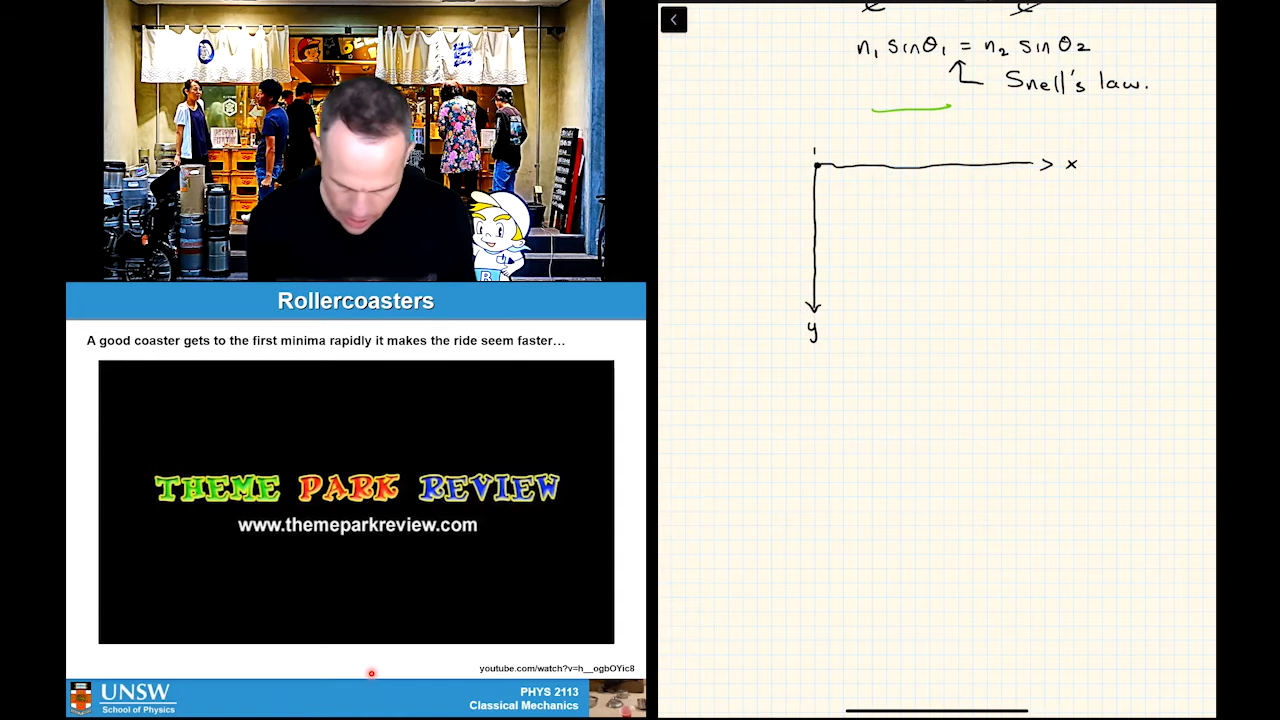 Rollercoasters
A good coaster gets to the first minima rapidly it makes the ride seem faster…
THEME PARK REVIEW
www.themeparkreview.com
youtube.com/watch?v=h__ogbOYic8
UNSW
School of Physics
PHYS 2113
Classical Mechanics
n₁ sinθ₁ = n₂ sin θ₂
Snell's law.
x
y